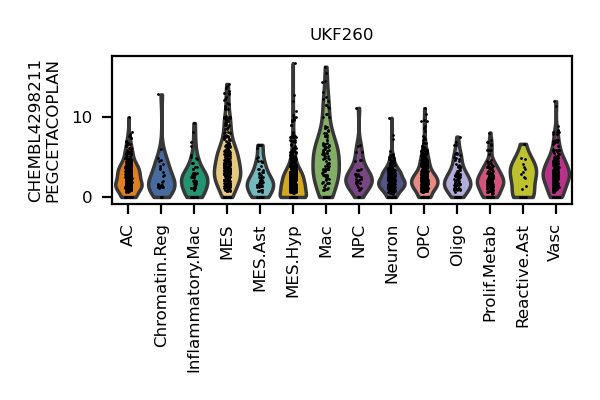 UKF260
CHEMBL4298211
PEGCETACOPLAN
10
0
AC
Chromatin.Reg
Inflammatory.Mac
MES
MES.Ast
MES.Hyp
Mac
NPC
Neuron
OPC
Oligo
Prolif.Metab
Reactive.Ast
Vasc